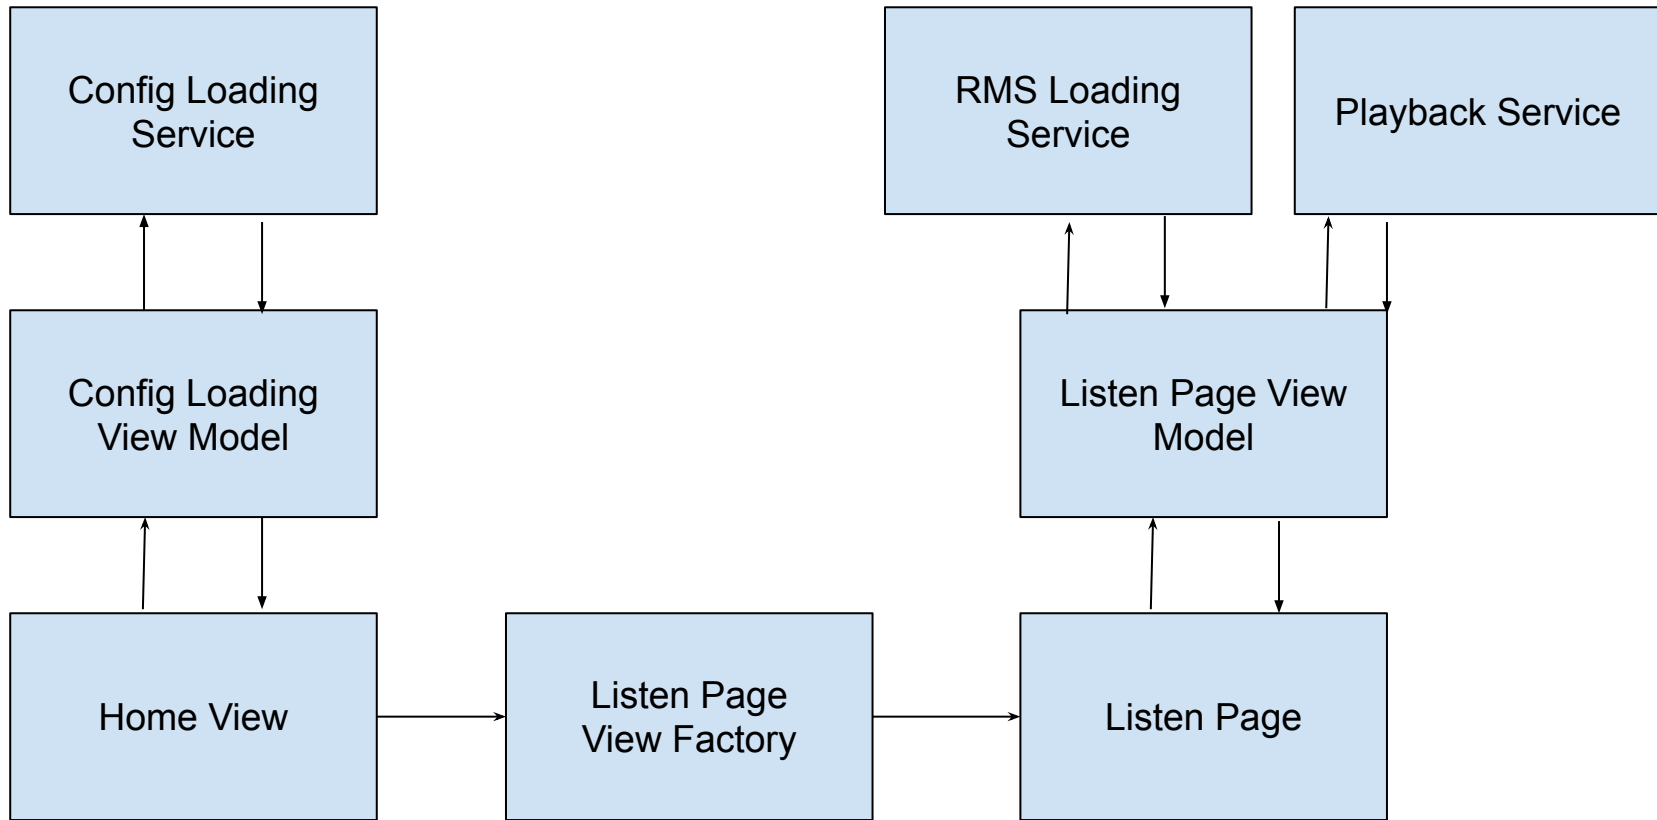 Config Loading
Service
RMS Loading
Service
Playback Service
Config Loading
View Model
Listen Page View
Model
Home View
Listen Page
View Factory
Listen Page